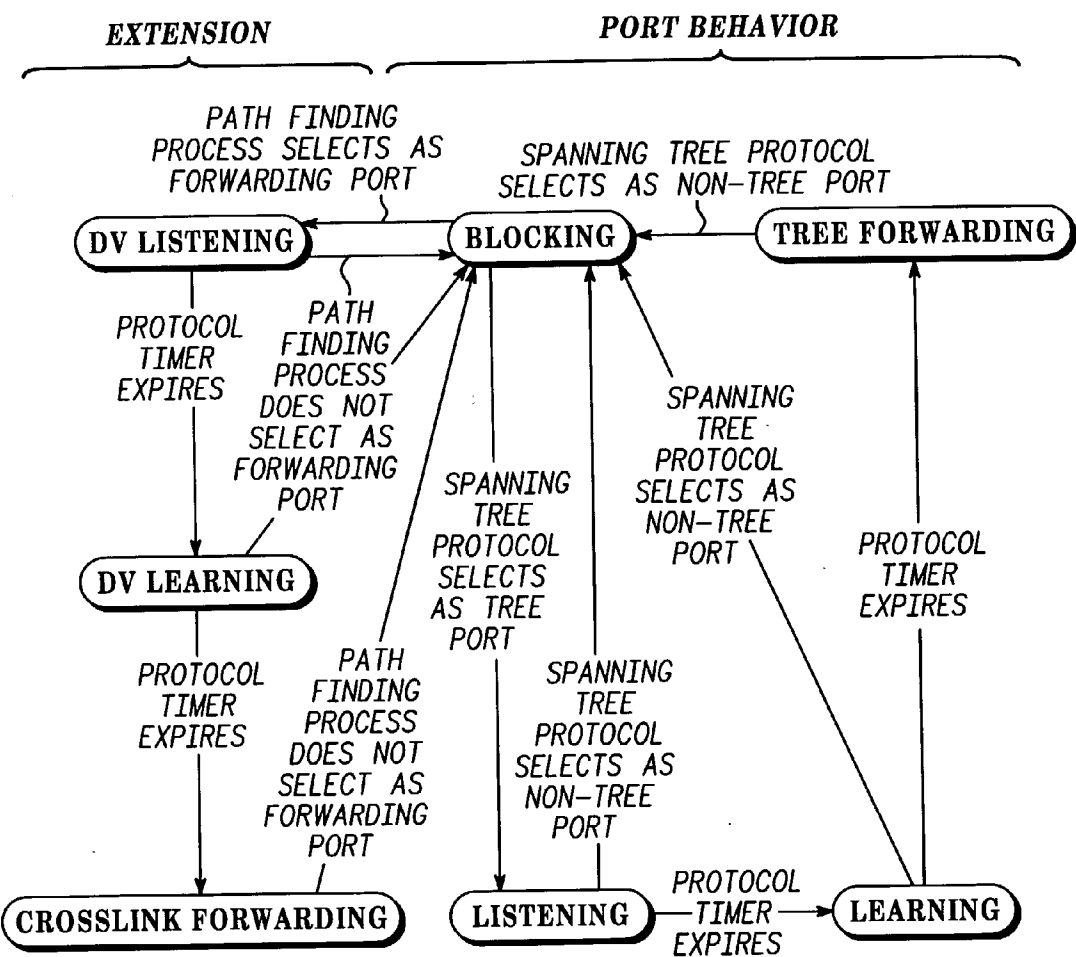 EXTENSION
PORT BEHAVIOR
PATH FINDING
PROCESS SELECTS AS
FORWARDING PORT
SPANNING TREE PROTOCOL
SELECTS AS NON-TREE PORT
DV LISTENING
BLOCKING
TREE FORWARDING
PROTOCOL
TIMER
EXPIRES
PATH
FINDING
PROCESS
DOES NOT
SELECT AS
FORWARDING
PORT
SPANNING
TREE
PROTOCOL
SELECTS
AS TREE
PORT
SPANNING
TREE
PROTOCOL
SELECTS AS
NON-TREE
PORT
PROTOCOL
TIMER
EXPIRES
DV LEARNING
PROTOCOL
TIMER
EXPIRES
PATH
FINDING
PROCESS
DOES NOT
SELECT AS
FORWARDING
PORT
SPANNING
TREE
PROTOCOL
SELECTS AS
NON-TREE
PORT
CROSSLINK FORWARDING
LISTENING
PROTOCOL
TIMER
EXPIRES
LEARNING